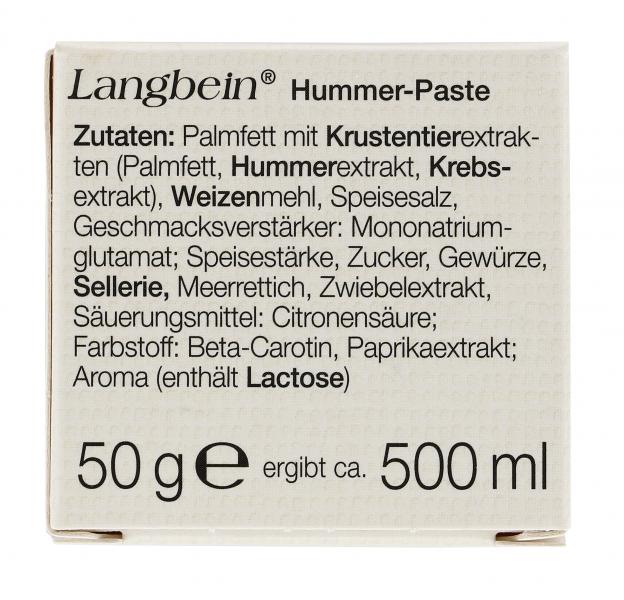 Langbein® Hummer-Paste
Zutaten: Palmfett mit Krustentierextrak-
ten (Palmfett, Hummerextrakt, Krebs-
extrakt), Weizenmehl, Speisesalz,
Geschmacksverstärker: Mononatrium-
glutamat; Speisestärke, Zucker, Gewürze,
Sellerie, Meerrettich, Zwiebelextrakt,
Säuerungsmittel: Citronensäure;
Farbstoff: Beta-Carotin, Paprikaextrakt;
Aroma (enthält Lactose)
50 g ℮ ergibt ca. 500 ml